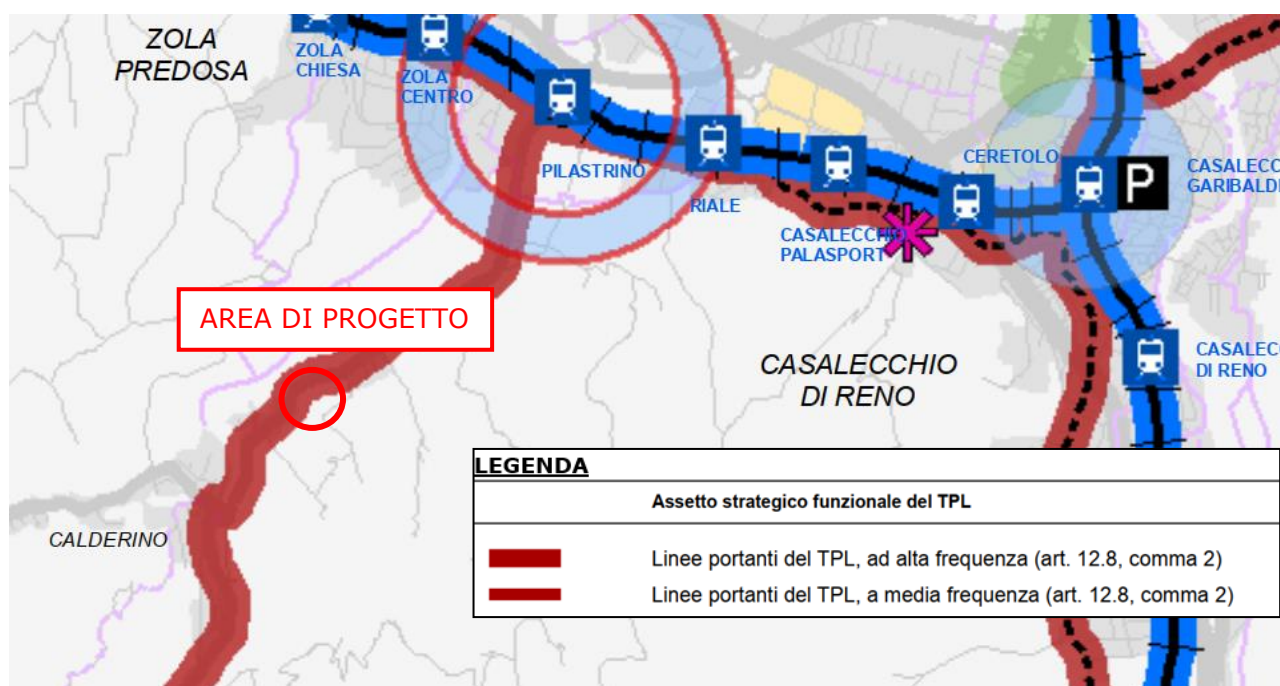 ZOLA
PREDOSA
ZOLA
CHIESA
ZOLA
CENTRO
PILASTRINO
RIALE
CASALECCHIO
PALASPORT
CERETOLO
P
CASALECC
GARIBALDI
AREA DI PROGETTO
CASALECCHIO
DI RENO
CASALEC
DI RENO
CALDERINO
LEGENDA
Assetto strategico funzionale del TPL
Linee portanti del TPL, ad alta frequenza (art. 12.8, comma 2)
Linee portanti del TPL, a media frequenza (art. 12.8, comma 2)